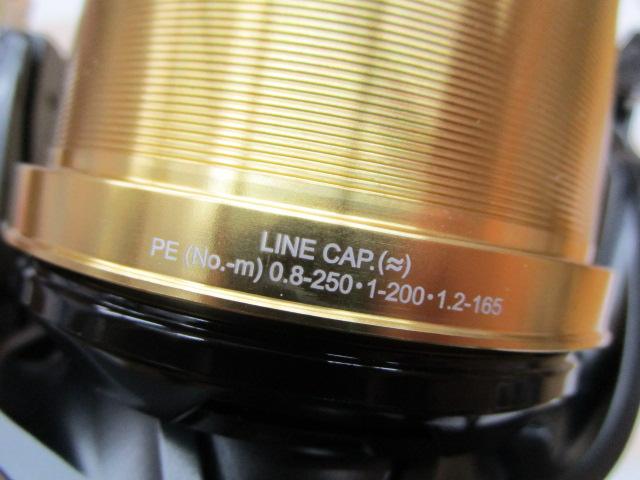 LINE CAP.(≈)
PE (No.-m) 0.8-250・1-200・1.2-165